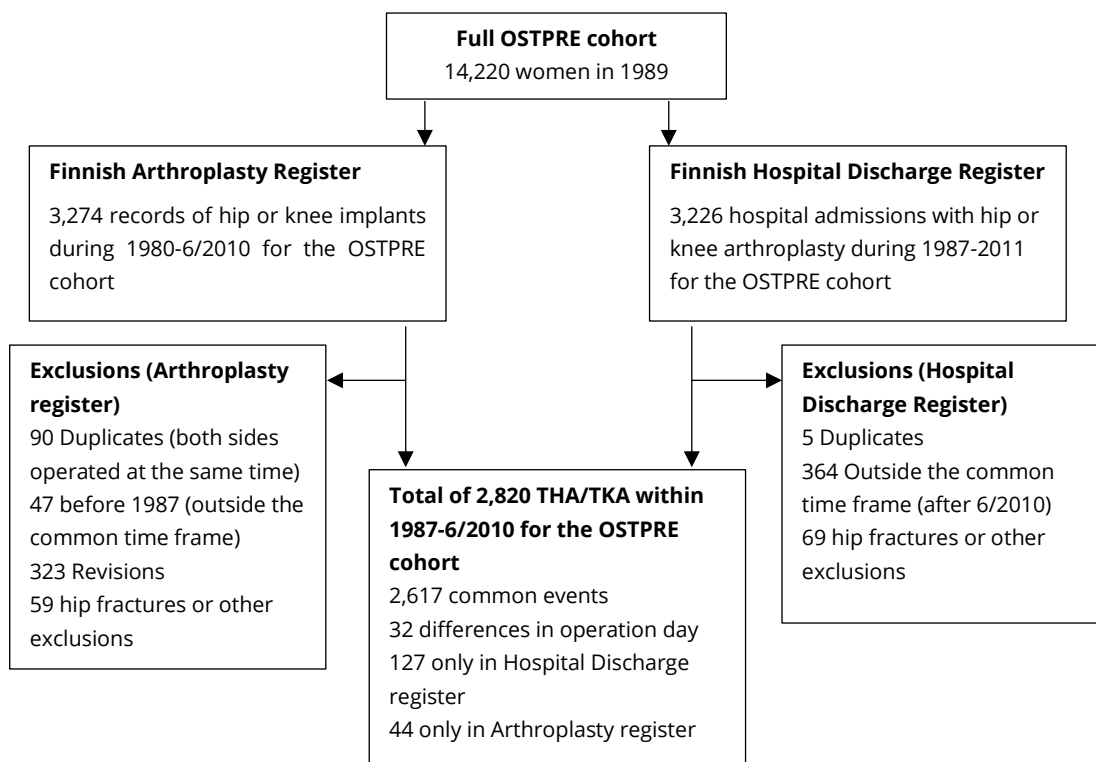 Full OSTPRE cohort
14,220 women in 1989
Finnish Arthroplasty Register
3,274 records of hip or knee implants
during 1980-6/2010 for the OSTPRE
cohort
Finnish Hospital Discharge Register
3,226 hospital admissions with hip or
knee arthroplasty during 1987-2011
for the OSTPRE cohort
Exclusions (Arthroplasty
register)
90 Duplicates (both sides
operated at the same time)
47 before 1987 (outside the
common time frame)
323 Revisions
59 hip fractures or other
exclusions
Total of 2,820 THA/TKA within
1987-6/2010 for the OSTPRE
cohort
2,617 common events
32 differences in operation day
127 only in Hospital Discharge
register
44 only in Arthroplasty register
Exclusions (Hospital
Discharge Register)
5 Duplicates
364 Outside the common
time frame (after 6/2010)
69 hip fractures or other
exclusions